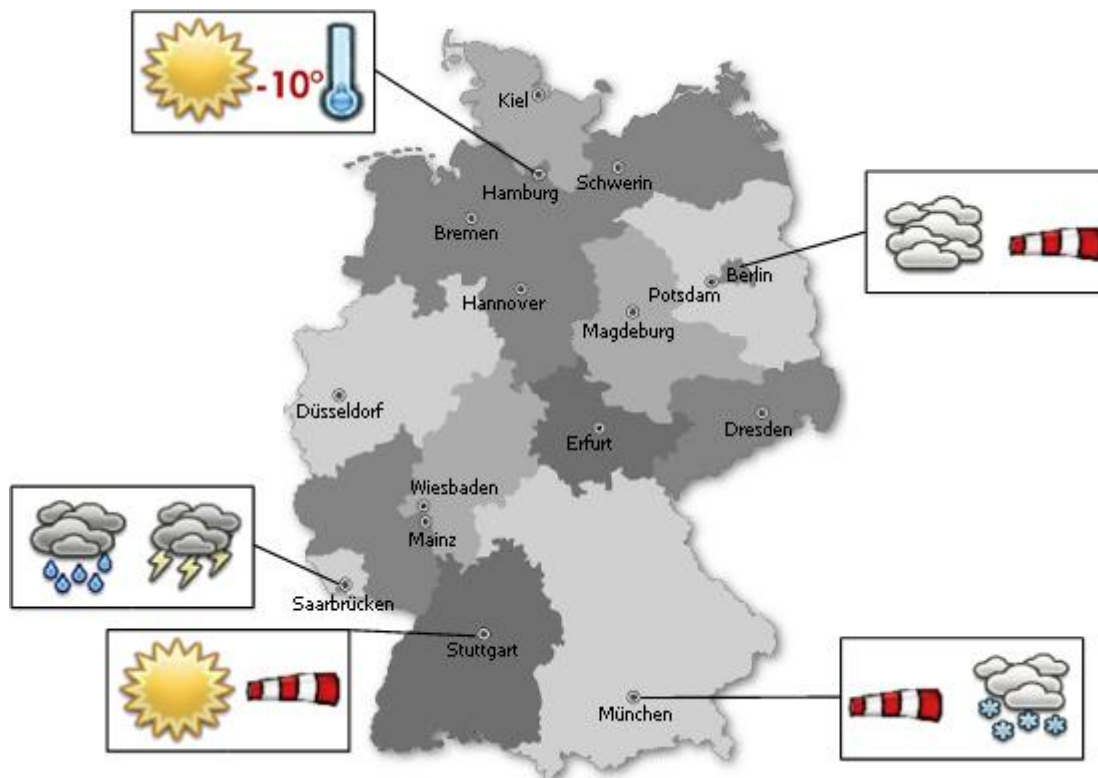 -10°
Kiel
Hamburg
Schwerin
Bremen
Berlin
Potsdam
Hannover
Magdeburg
Düsseldorf
Erfurt
Dresden
Wiesbaden
Mainz
Saarbrücken
Stuttgart
München